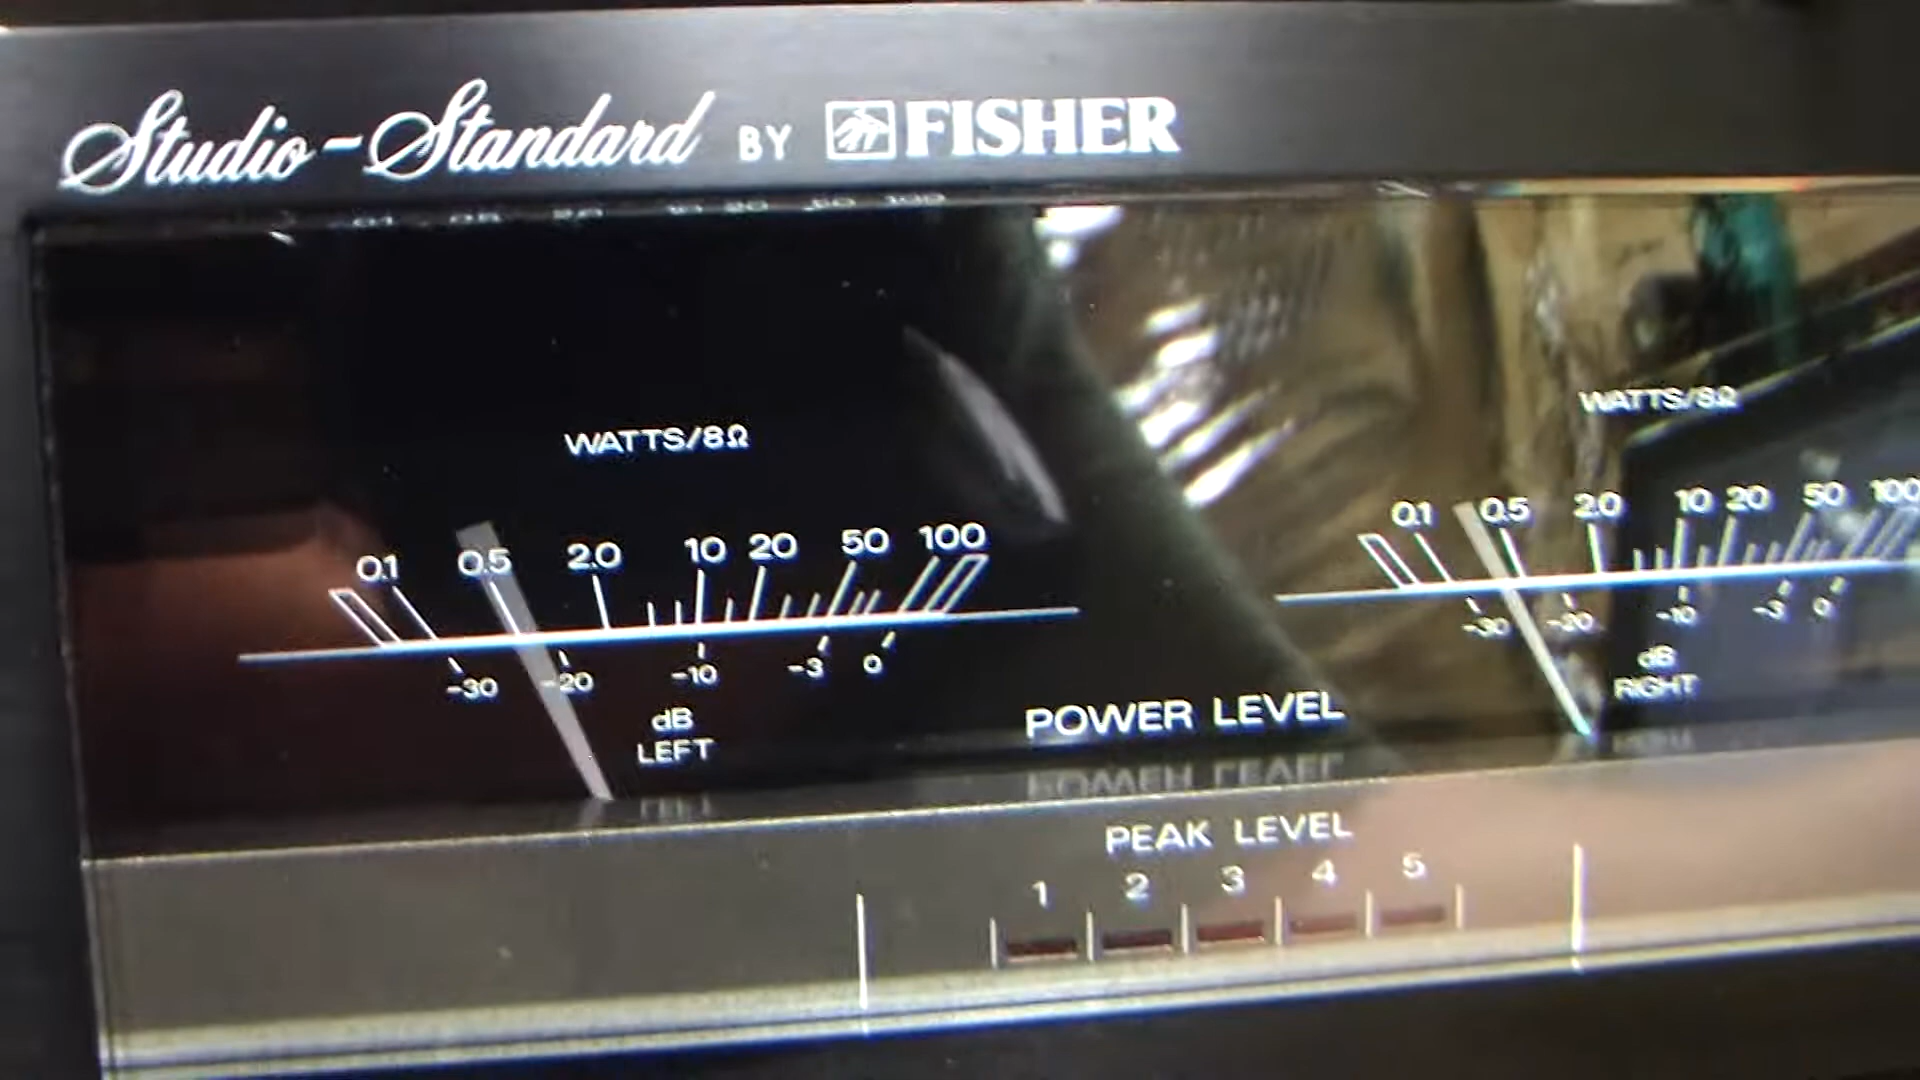 Studio-Standard BY FISHER
WATTS/8Ω
0.1 0.5 2.0 10 20 50 100
-30 -20 -10 -3 0
dB
LEFT
WATTS/8Ω
0.1 0.5 2.0 10 20 50 100
-30 -20 -10 -3 0
dB
RIGHT
POWER LEVEL
PEAK LEVEL
1 2 3 4 5